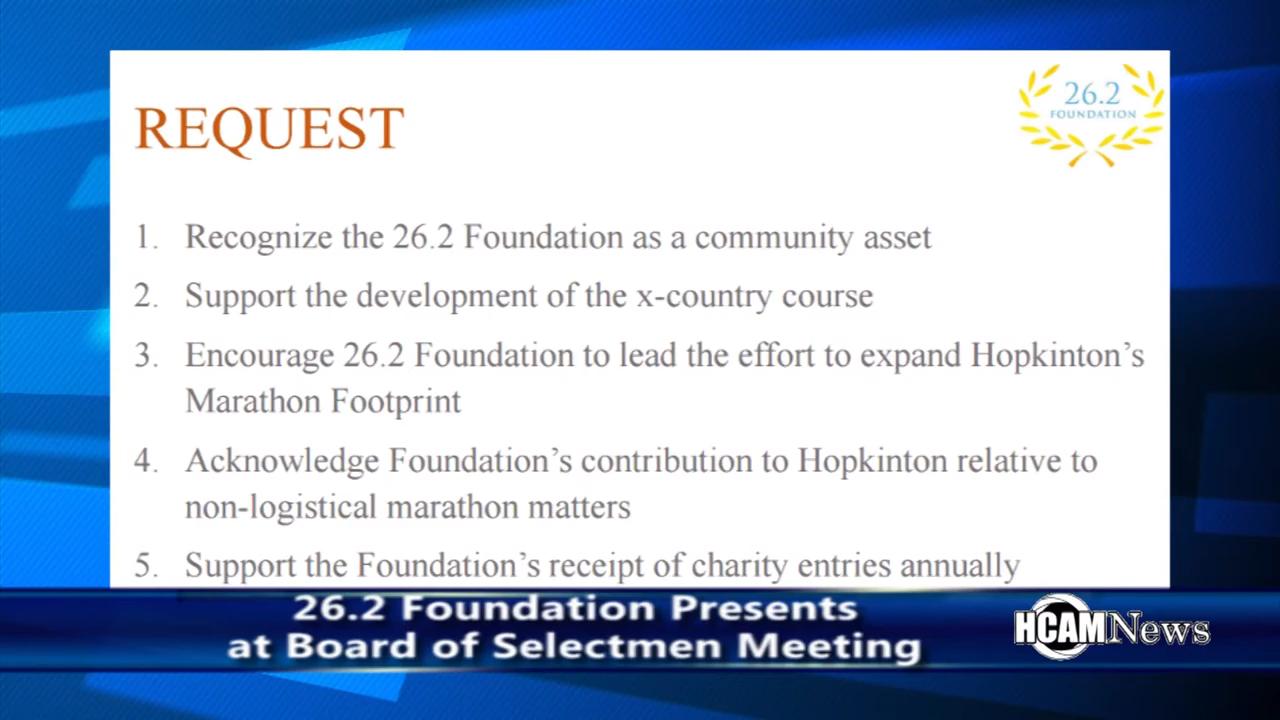 REQUEST
26.2
FOUNDATION
1. Recognize the 26.2 Foundation as a community asset
2. Support the development of the x-country course
3. Encourage 26.2 Foundation to lead the effort to expand Hopkinton's
Marathon Footprint
4. Acknowledge Foundation's contribution to Hopkinton relative to
non-logistical marathon matters
5. Support the Foundation's receipt of charity entries annually
26.2 Foundation Presents
at Board of Selectmen Meeting
HCAMNews